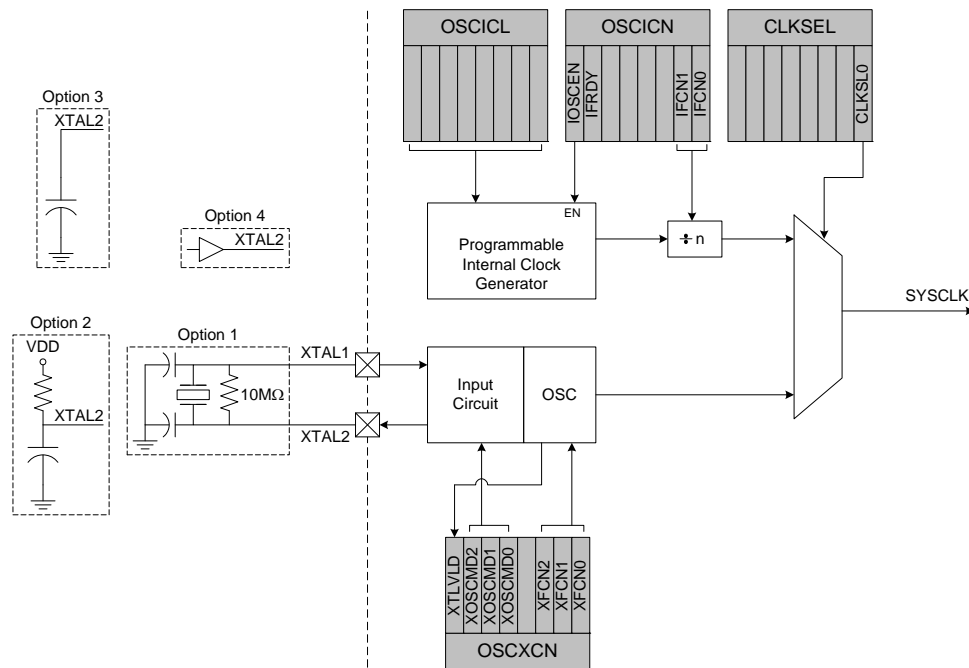 OSCICL
OSCICN
CLKSEL
IOSCEN
IFRDY
IFCN1
IFCN0
CLKSL0
Option 3
XTAL2
Option 4
XTAL2
EN
Programmable
Internal Clock
Generator
÷ n
SYSCLK
Option 2
VDD
XTAL2
Option 1
10MΩ
XTAL1
XTAL2
Input
Circuit
OSC
XTLVLD
XOSCMD2
XOSCMD1
XOSCMD0
XFCN2
XFCN1
XFCN0
OSCXCN